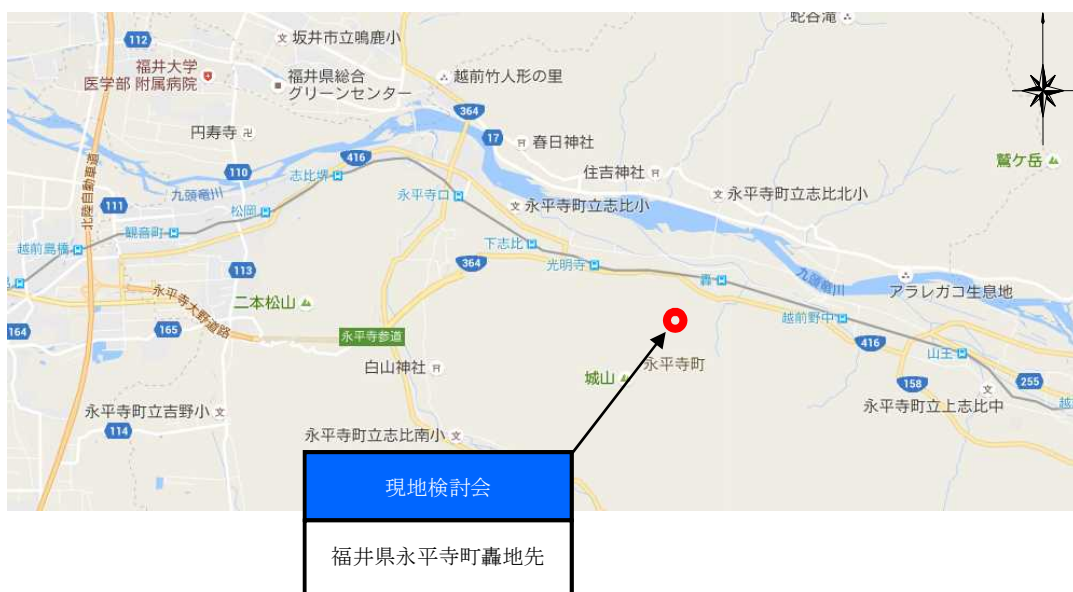 蛇谷滝
112
坂井市立鳴鹿小
福井大学
医学部 附属病院
福井県総合
グリーンセンター
越前竹人形の里
364
17
春日神社
円寿寺
416
住吉神社
鷲ケ岳
110
志比堺
北陸自動車道
九頭竜川
永平寺口
永平寺町立志比小
永平寺町立志比北小
111
松岡
観音町
越前島橋
下志比
113
364
光明寺
轟
九頭竜川
アラレガコ生息地
永平寺大野道路
二本松山
164
165
永平寺参道
越前野中
416
山王
白山神社
城山
永平寺町
158
255
永平寺町立上志比中
永平寺町立吉野小
114
永平寺町立志比南小
現地検討会
福井県永平寺町轟地先